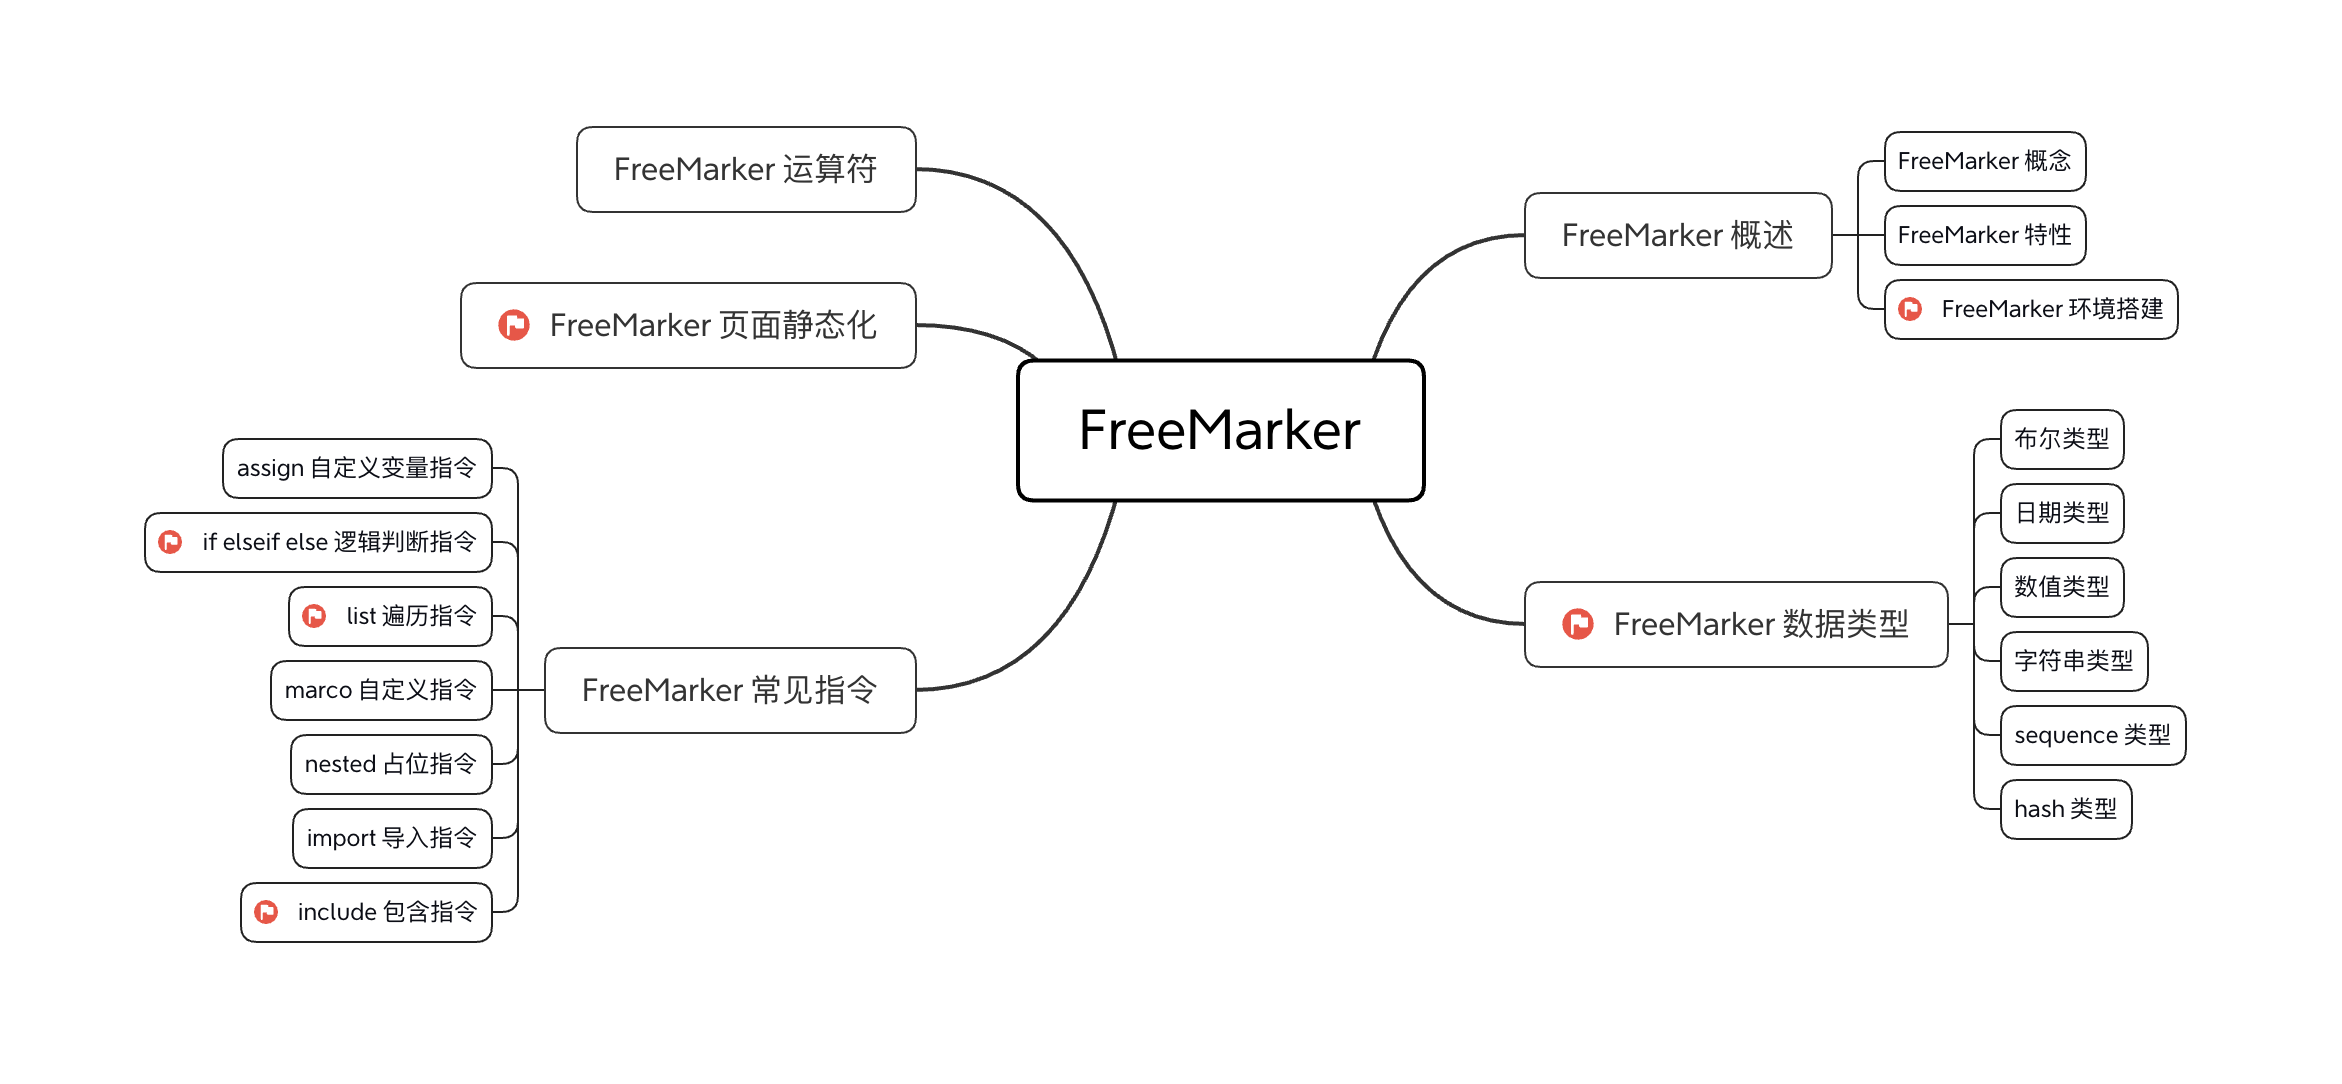 FreeMarker
FreeMarker 概述
FreeMarker 概念
FreeMarker 特性
FreeMarker 环境搭建
FreeMarker 数据类型
布尔类型
日期类型
数值类型
字符串类型
sequence 类型
hash 类型
FreeMarker 运算符
FreeMarker 页面静态化
FreeMarker 常见指令
assign 自定义变量指令
if elseif else 逻辑判断指令
list 遍历指令
marco 自定义指令
nested 占位指令
import 导入指令
include 包含指令